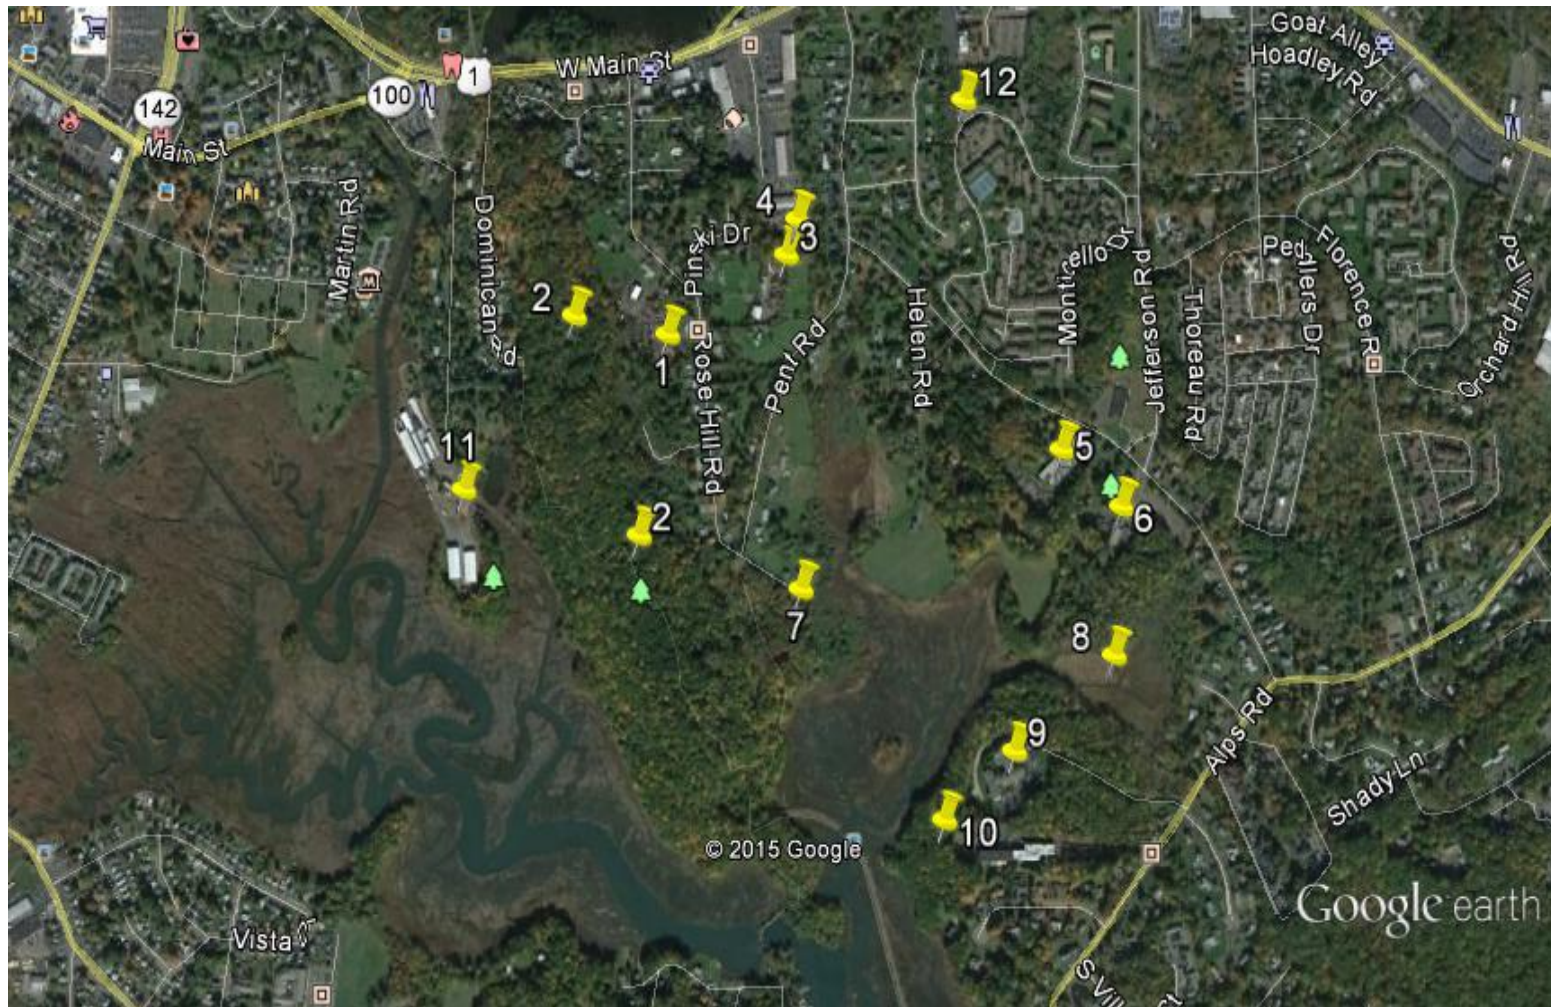 Goat Alley
Hoadley Rd
W Main St
1
12
100
142
Main St
Martin Rd
Dominican Rd
4
Pinski Dr
3
2
1
Rose Hill Rd
Pent Rd
Helen Rd
Monticello Dr
Jefferson Rd
Thoreau Rd
Pedlers Dr
Florence R
Orchard Hill Rd
11
5
2
6
7
8
9
Alps Rd
Shady Ln
10
© 2015 Google
Google earth
Vista